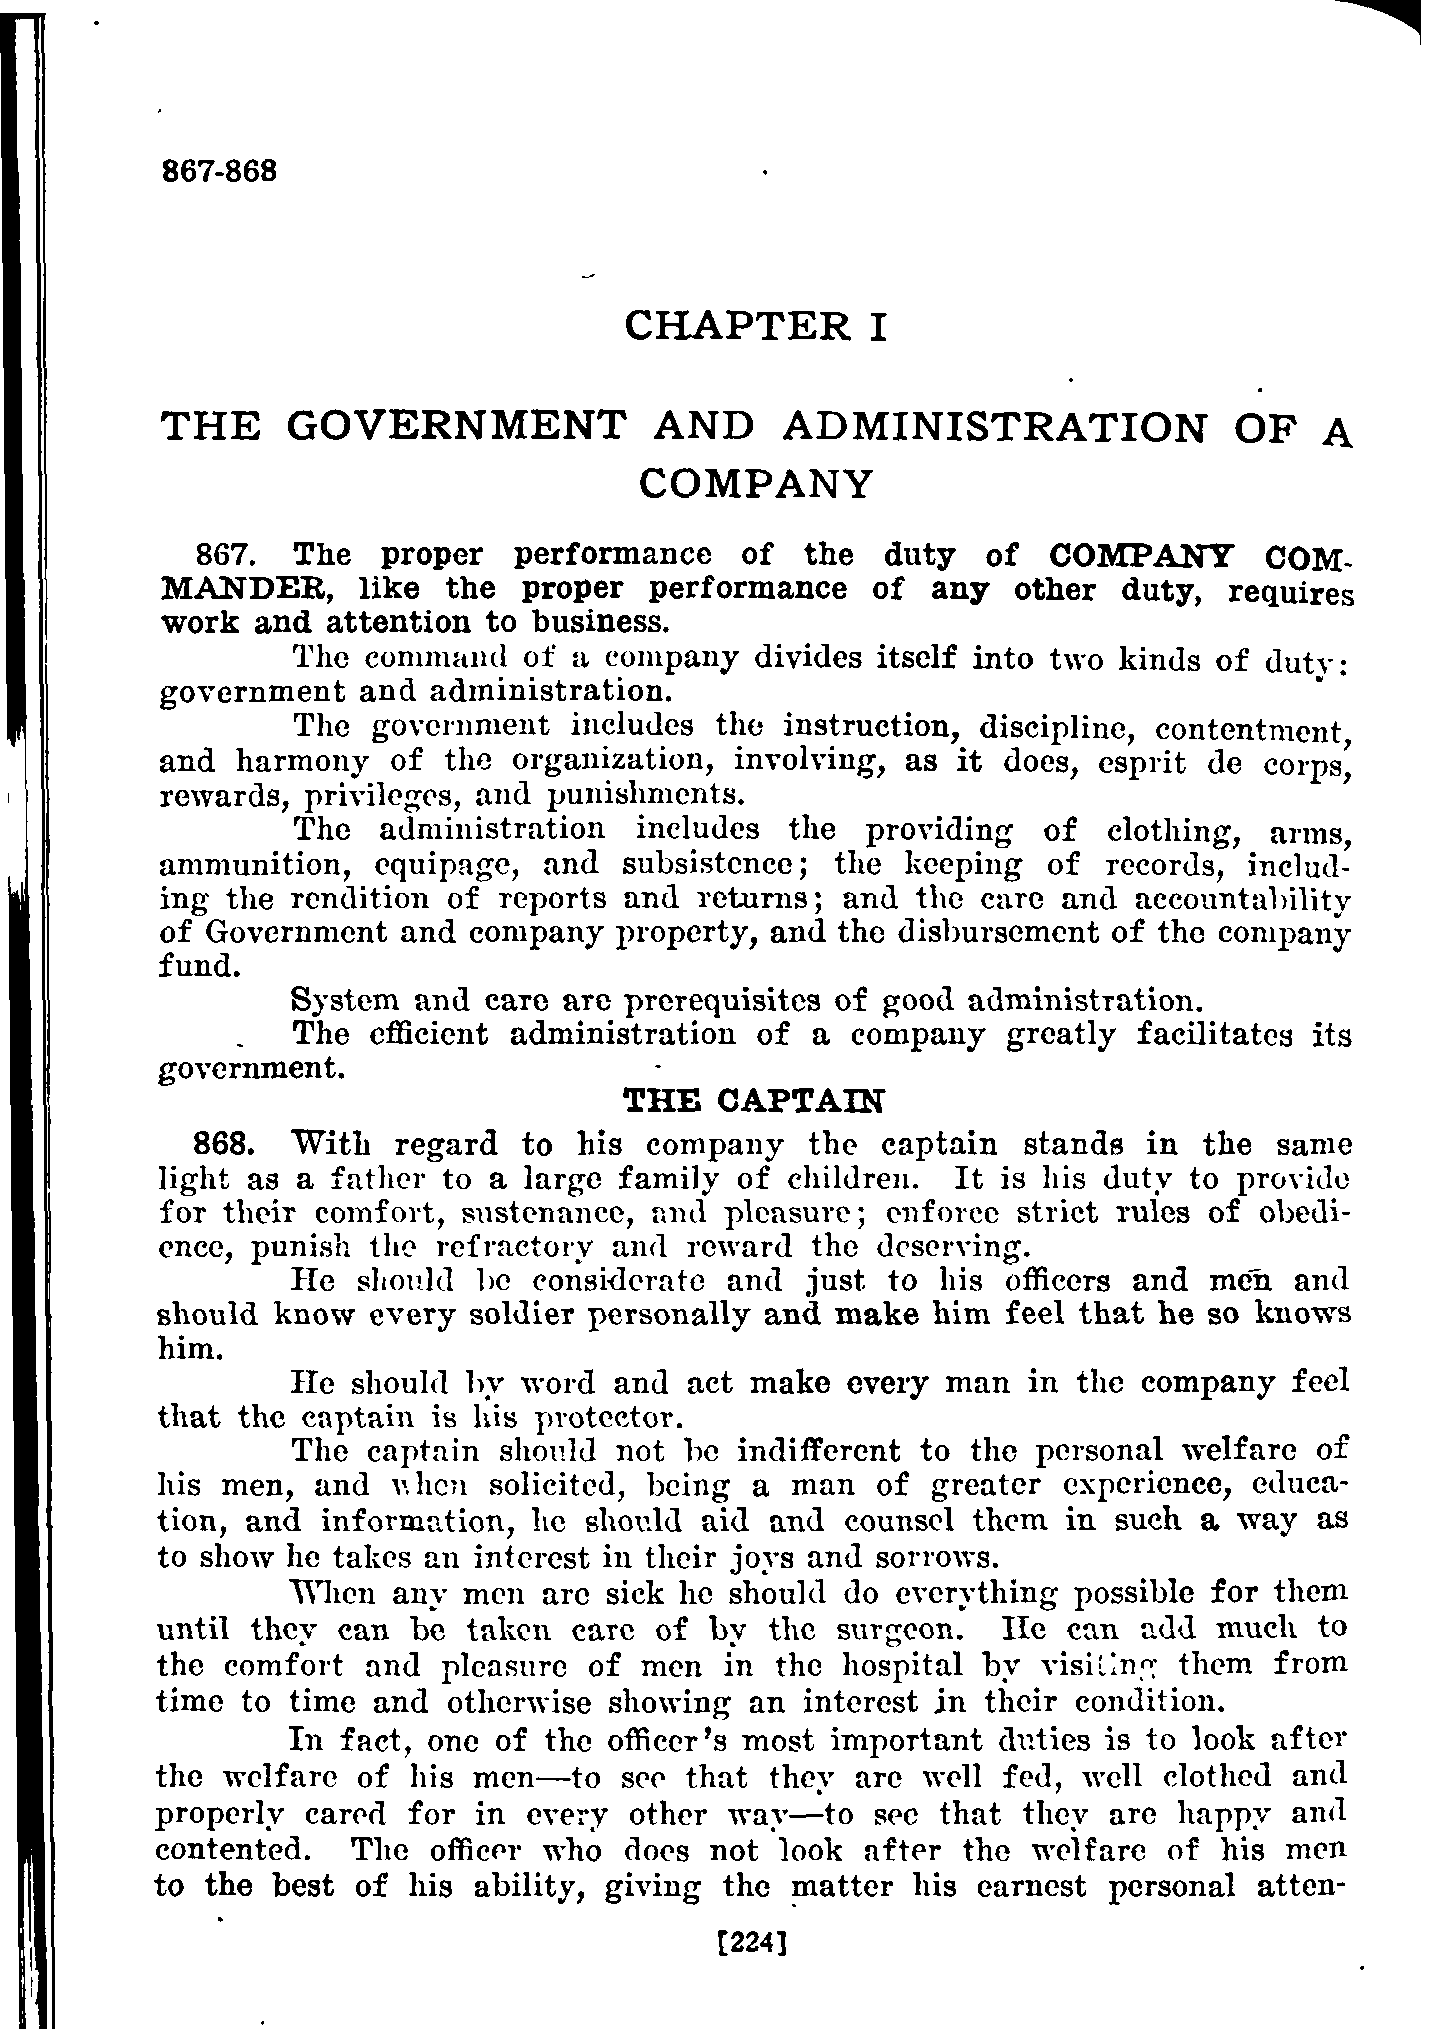 867-868
CHAPTER I
THE GOVERNMENT AND ADMINISTRATION OF A
COMPANY
867. The proper performance of the duty of COMPANY COM-
MANDER, like the proper performance of any other duty, requires
work and attention to business.
The command of a company divides itself into two kinds of duty:
government and administration.
The government includes the instruction, discipline, contentment,
and harmony of the organization, involving, as it does, esprit de corps,
rewards, privileges, and punishments.
The administration includes the providing of clothing, arms,
ammunition, equipage, and subsistence; the keeping of records, includ-
ing the rendition of reports and returns; and the care and accountability
of Government and company property, and the disbursement of the company
fund.
System and care are prerequisites of good administration.
The efficient administration of a company greatly facilitates its
government.
THE CAPTAIN
868. With regard to his company the captain stands in the same
light as a father to a large family of children. It is his duty to provide
for their comfort, sustenance, and pleasure; enforce strict rules of obedi-
ence, punish the refractory and reward the deserving.
He should be considerate and just to his officers and men and
should know every soldier personally and make him feel that he so knows
him.
He should by word and act make every man in the company feel
that the captain is his protector.
The captain should not be indifferent to the personal welfare of
his men, and when solicited, being a man of greater experience, educa-
tion, and information, he should aid and counsel them in such a way as
to show he takes an interest in their joys and sorrows.
When any men are sick he should do everything possible for them
until they can be taken care of by the surgeon. He can add much to
the comfort and pleasure of men in the hospital by visiting them from
time to time and otherwise showing an interest in their condition.
In fact, one of the officer's most important duties is to look after
the welfare of his men—to see that they are well fed, well clothed and
properly cared for in every other way—to see that they are happy and
contented. The officer who does not look after the welfare of his men
to the best of his ability, giving the matter his earnest personal atten-
[224]